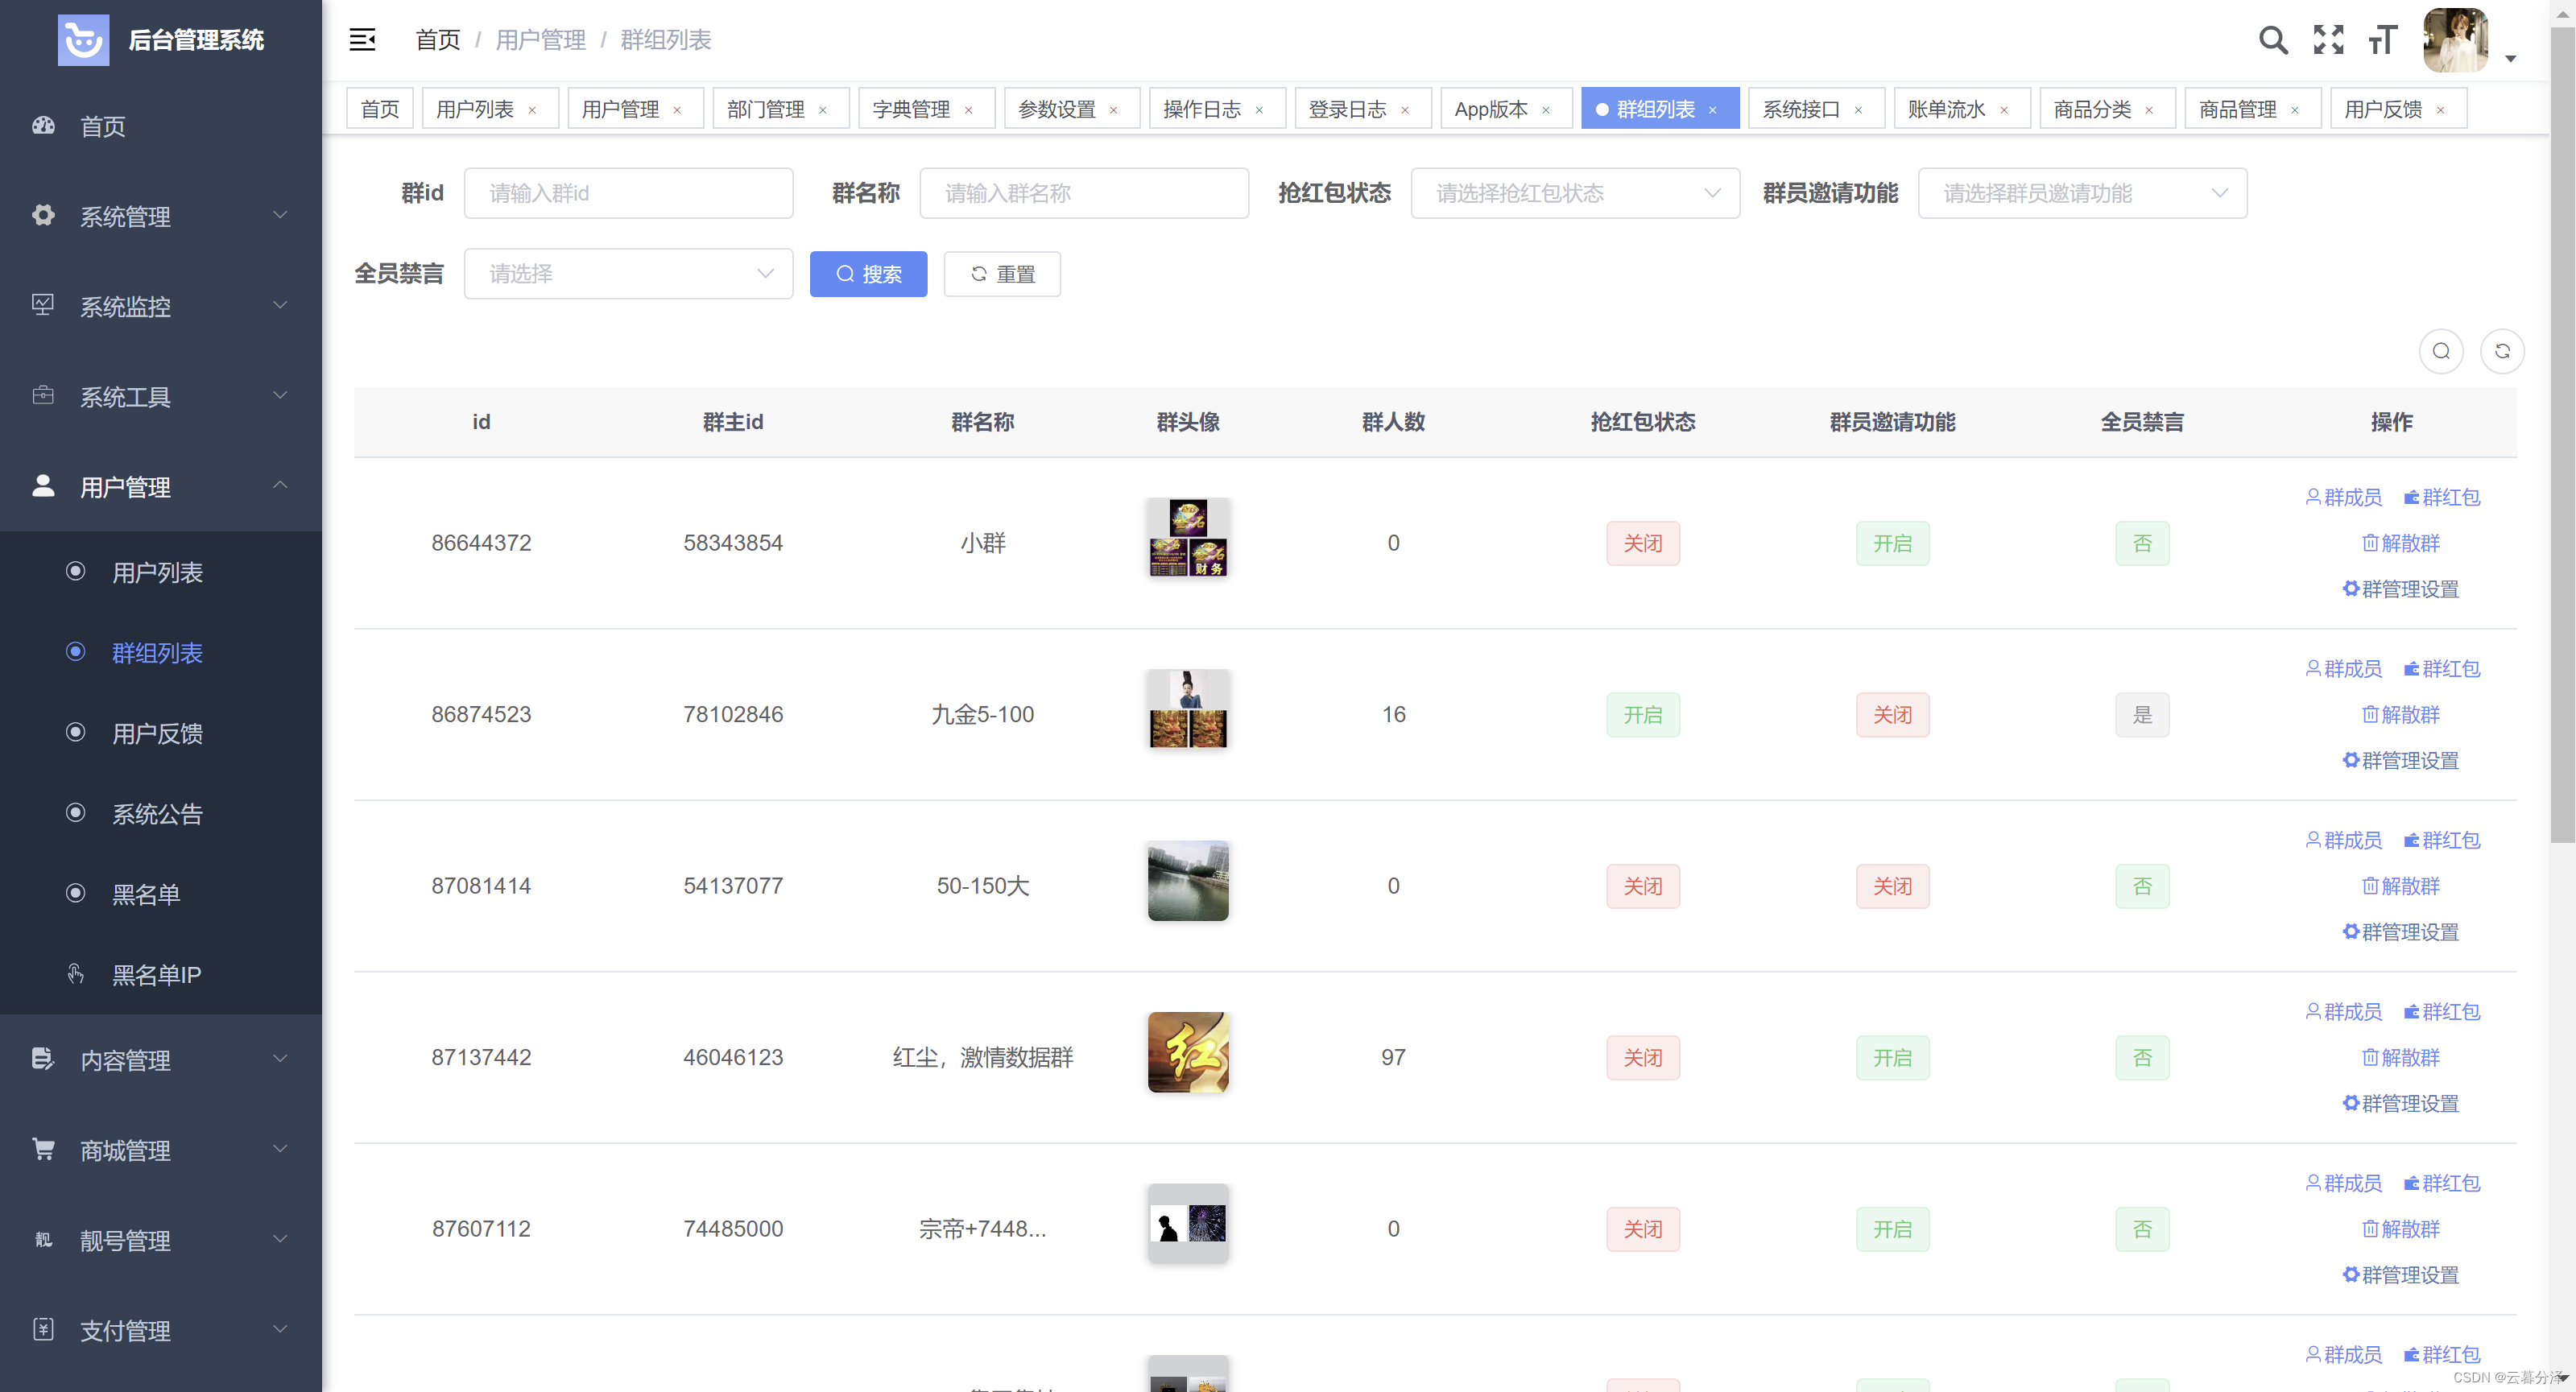 后台管理系统
首页 / 用户管理 / 群组列表
首页
用户列表 ×
用户管理 ×
部门管理 ×
字典管理 ×
参数设置 ×
操作日志 ×
登录日志 ×
App版本 ×
群组列表 ×
系统接口 ×
账单流水 ×
商品分类 ×
商品管理 ×
用户反馈 ×
首页
系统管理
系统监控
系统工具
用户管理
用户列表
群组列表
用户反馈
系统公告
黑名单
黑名单IP
内容管理
商城管理
靓 靓号管理
支付管理
群id 请输入群id 群名称 请输入群名称 抢红包状态 请选择抢红包状态 群员邀请功能 请选择群员邀请功能
全员禁言 请选择 搜索 重置
id 群主id 群名称 群头像 群人数 抢红包状态 群员邀请功能 全员禁言 操作
86644372 58343854 小群 财务 0 关闭 开启 否
群成员 群红包
解散群
群管理设置
86874523 78102846 九金5-100 16 开启 关闭 是
群成员 群红包
解散群
群管理设置
87081414 54137077 50-150大 0 关闭 关闭 否
群成员 群红包
解散群
群管理设置
87137442 46046123 红尘，激情数据群 红 97 关闭 开启 否
群成员 群红包
解散群
群管理设置
87607112 74485000 宗帝+7448... 0 关闭 开启 否
群成员 群红包
解散群
群管理设置
群成员 群红包
CSDN @云暮分泽